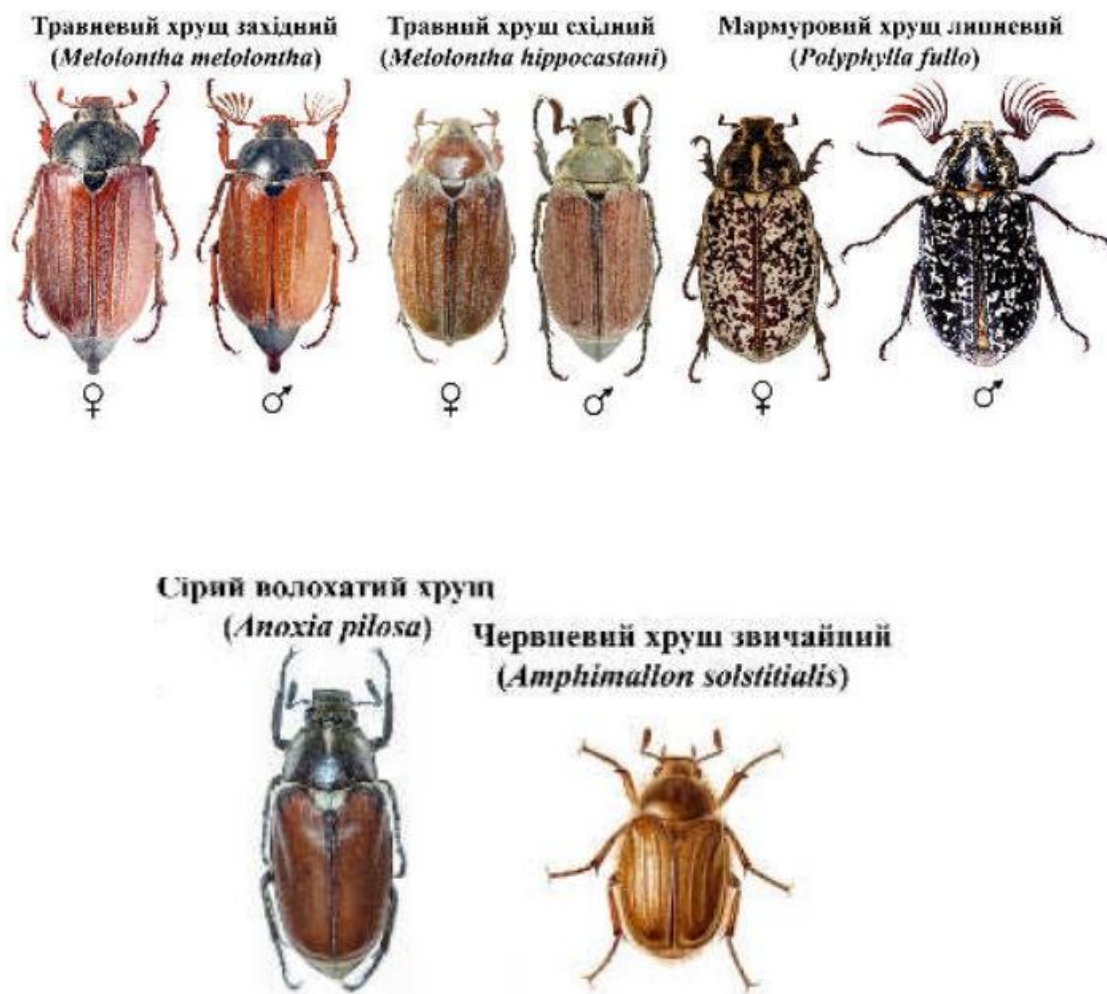 Травневий хрущ західний
(Melolontha melolontha)
Травний хрущ східний
(Melolontha hippocastani)
Мармуровий хрущ липневий
(Polyphylla fullo)
♀ ♂ ♀ ♂ ♀ ♂
Сірий волохатий хрущ
(Anoxia pilosa)
Червневий хрущ звичайний
(Amphimallon solstitialis)